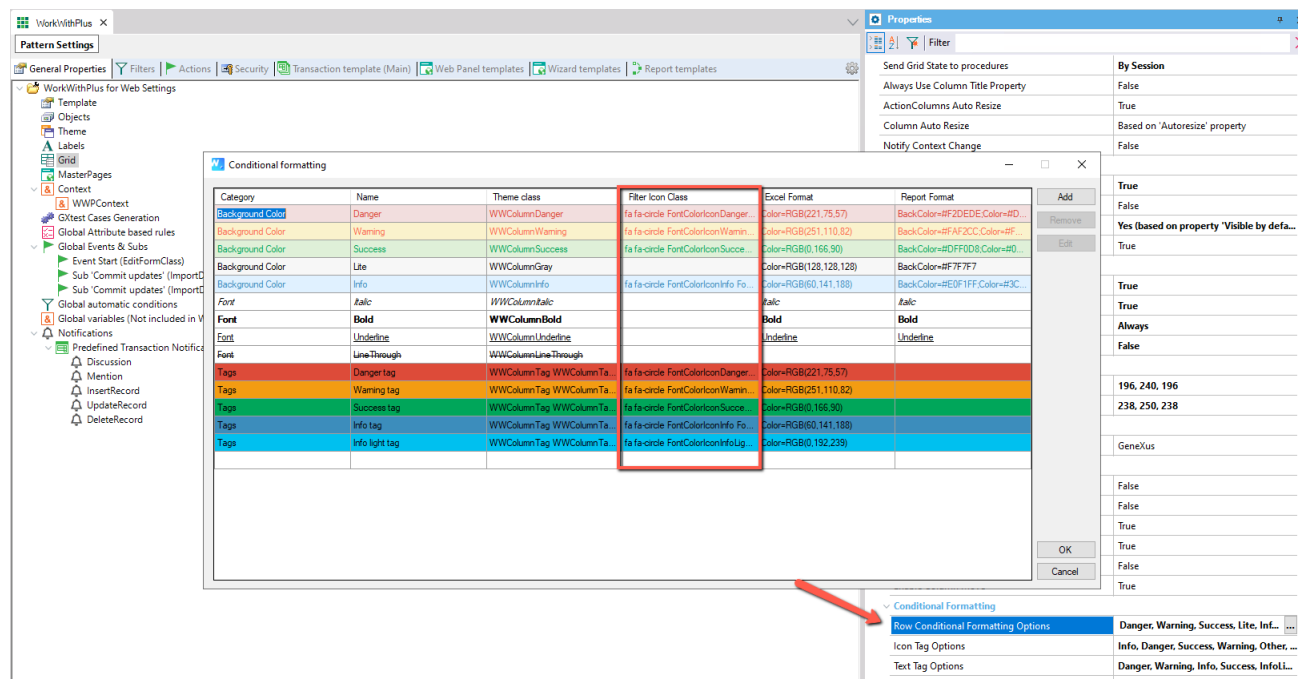 WorkWithPlus
Pattern Settings
General Properties Filters Actions Security Transaction template (Main) Web Panel templates Wizard templates Report templates
WorkWithPlus for Web Settings
Template
Objects
Theme
Labels
Grid
MasterPages
Context
WWPContext
GXtest Cases Generation
Global Attribute based rules
Global Events & Subs
Event Start (EditFormClass)
Sub 'Commit updates' (ImportD
Sub 'Commit updates' (ImportE
Global automatic conditions
Global variables (Not included in W
Notifications
Predefined Transaction Notifica
Discussion
Mention
InsertRecord
UpdateRecord
DeleteRecord
Conditional formatting
Category Name Theme class Filter Icon Class Excel Format Report Format
Background Color Danger WWColumnDanger fa fa-circle FontColorIconDanger... Color=RGB(221,75,57) BackColor=#F2DEDE;Color=#D...
Background Color Warning WWColumnWarning fa fa-circle FontColorIconWarnin... Color=RGB(251,110,82) BackColor=#FAF2CC;Color=#F...
Background Color Success WWColumnSuccess fa fa-circle FontColorIconSucce... Color=RGB(0,166,90) BackColor=#DFF0D8;Color=#0...
Background Color Lite WWColumnGray Color=RGB(128,128,128) BackColor=#F7F7F7
Background Color Info WWColumnInfo fa fa-circle FontColorIconInfo Fo... Color=RGB(60,141,188) BackColor=#E0F1FF;Color=#3C...
Font Italic WWColumnItalic Italic Italic
Font Bold WWColumnBold Bold Bold
Font Underline WWColumnUnderline Underline Underline
Font LineThrough WWColumnLineThrough
Tags Danger tag WWColumnTag WWColumnTa... fa fa-circle FontColorIconDanger... Color=RGB(221,75,57)
Tags Warning tag WWColumnTag WWColumnTa... fa fa-circle FontColorIconWarnin... Color=RGB(251,110,82)
Tags Success tag WWColumnTag WWColumnTa... fa fa-circle FontColorIconSucce... Color=RGB(0,166,90)
Tags Info tag WWColumnTag WWColumnTa... fa fa-circle FontColorIconInfo Fo... Color=RGB(60,141,188)
Tags Info light tag WWColumnTag WWColumnTa... fa fa-circle FontColorIconInfoLig... Color=RGB(0,192,239)
Add
Remove
Edit
OK
Cancel
Properties
Filter
Send Grid State to procedures By Session
Always Use Column Title Property False
ActionColumns Auto Resize True
Column Auto Resize Based on 'Autoresize' property
Notify Context Change False
True
False
Yes (based on property 'Visible by defa...
True
True
True
Always
False
196, 240, 196
238, 250, 238
GeneXus
False
False
True
True
False
True
Conditional Formatting
Row Conditional Formatting Options Danger, Warning, Success, Lite, Inf... ...
Icon Tag Options Info, Danger, Success, Warning, Other, ...
Text Tag Options Danger, Warning, Info, Success, InfoLi...